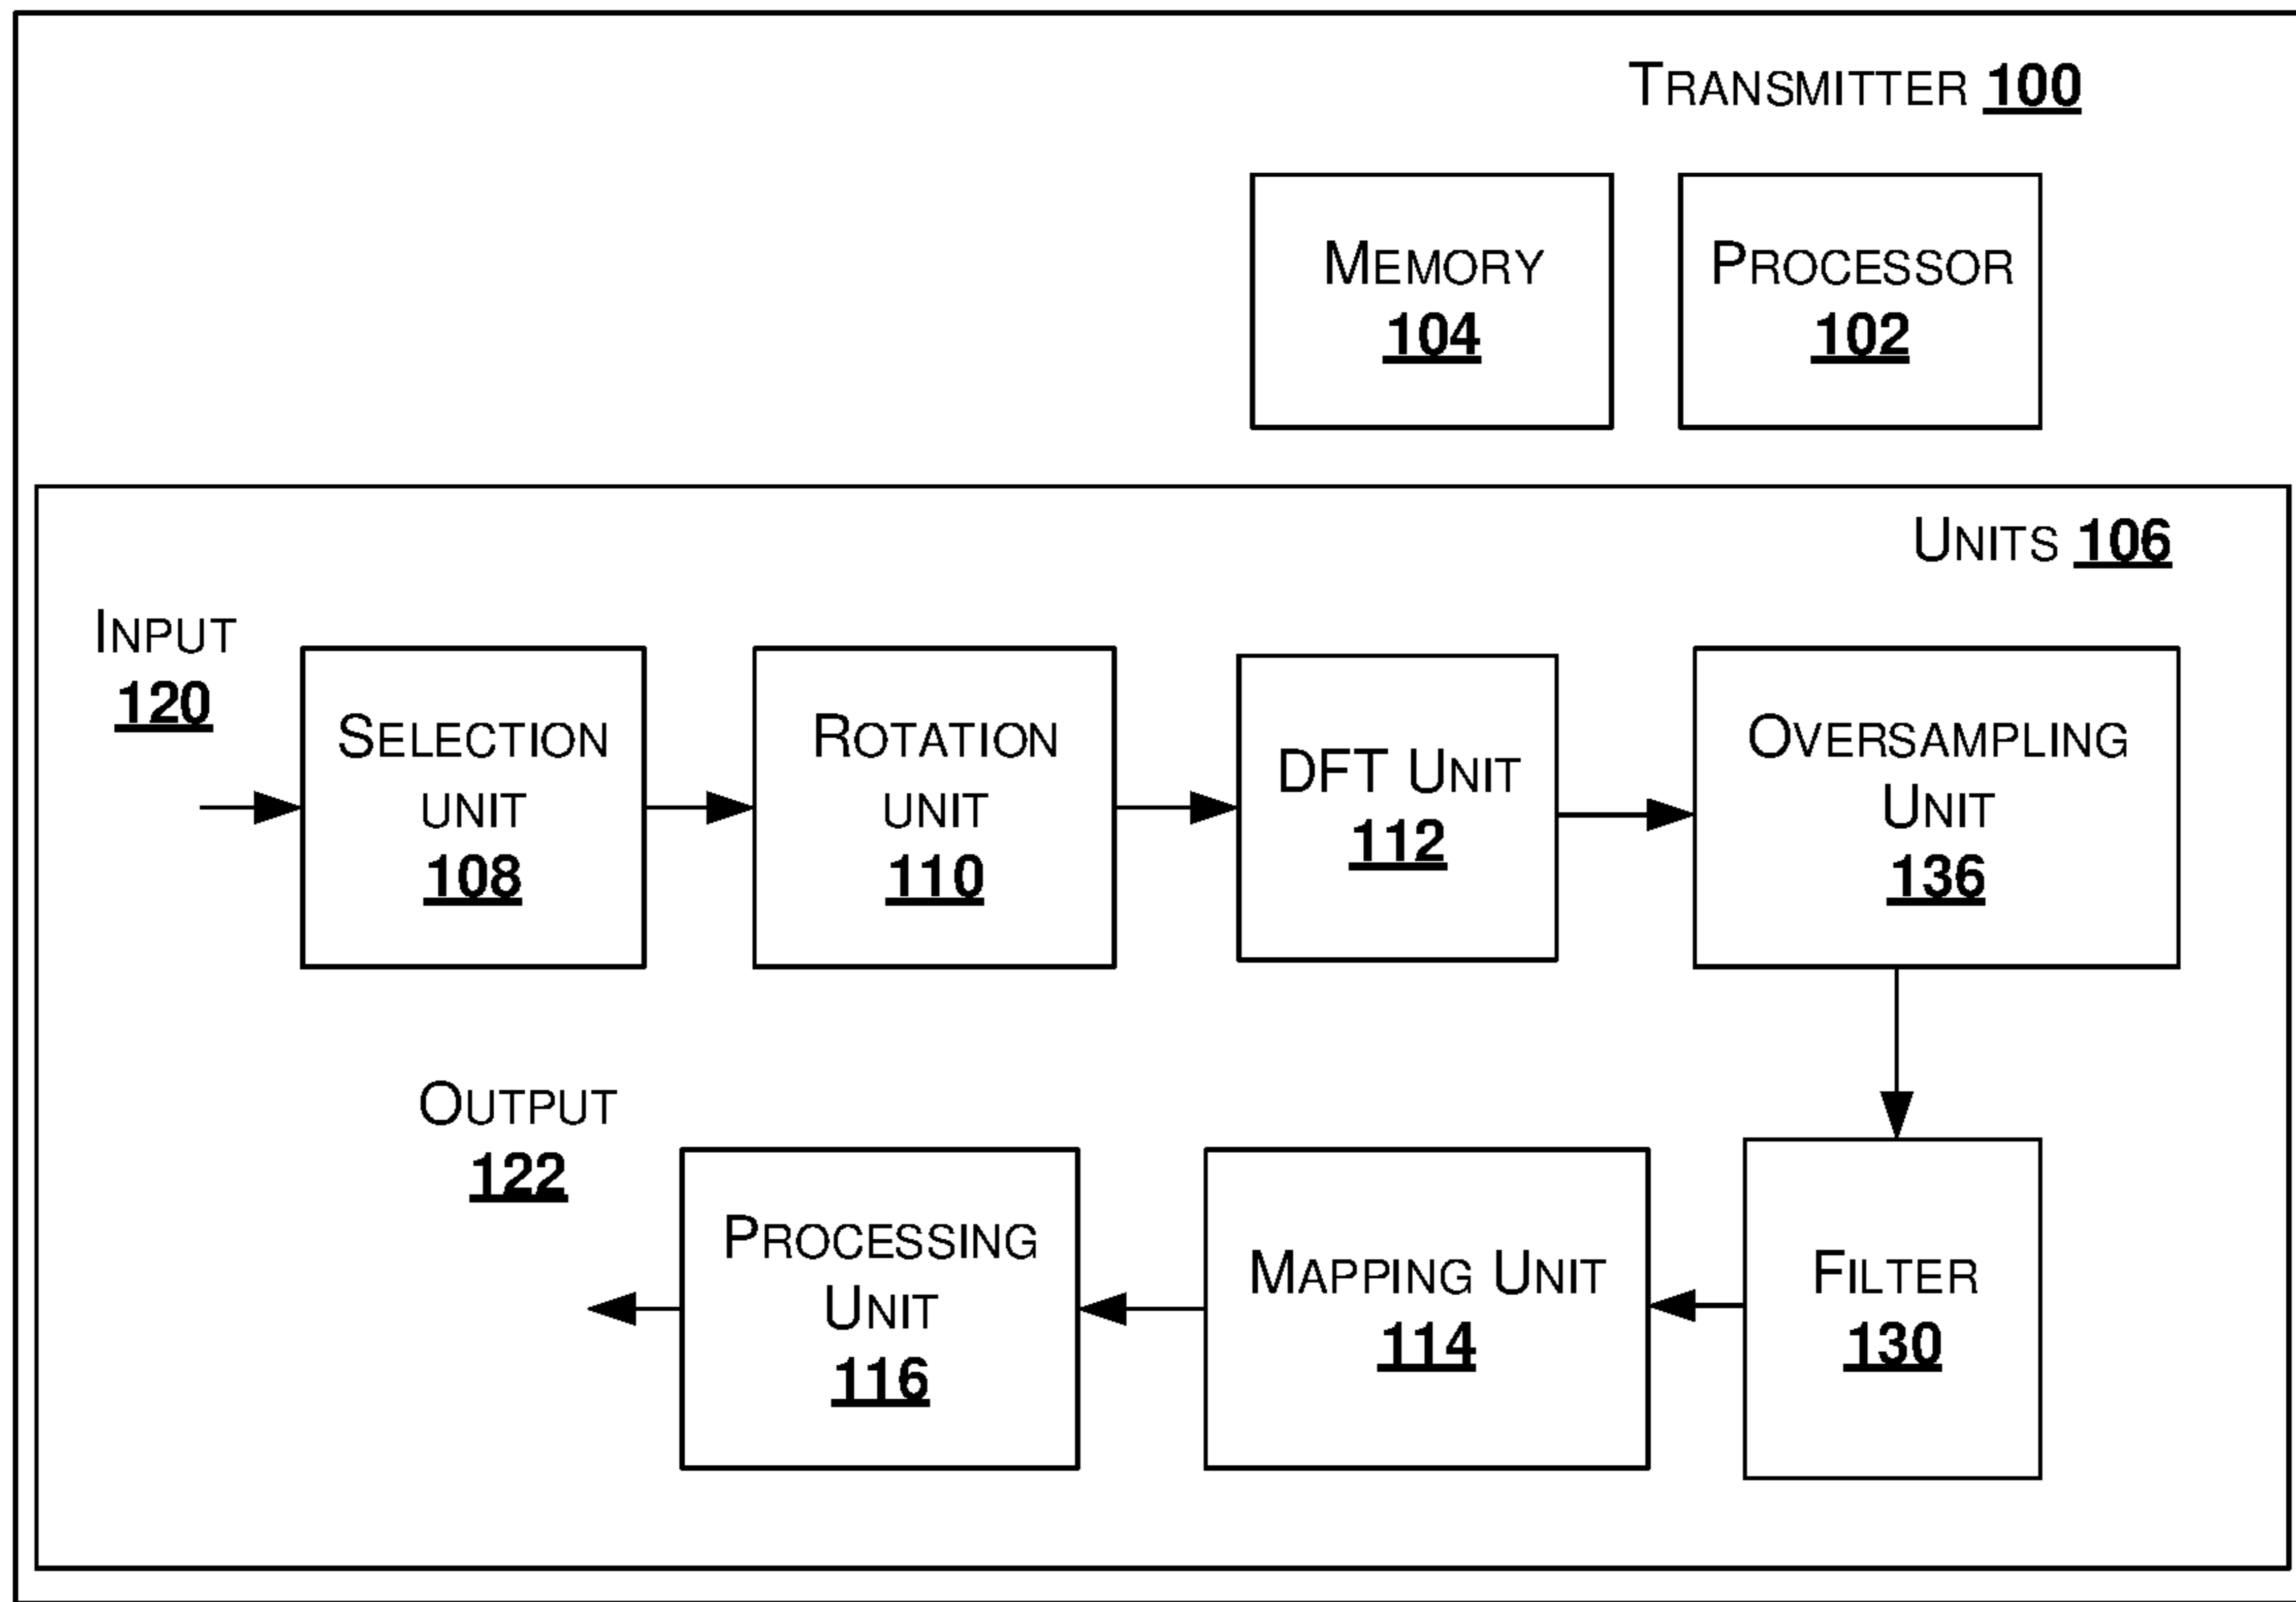 TRANSMITTER 100
MEMORY
104
PROCESSOR
102
UNITS 106
INPUT
120
SELECTION
UNIT
108
ROTATION
UNIT
110
DFT UNIT
112
OVERSAMPLING
UNIT
136
OUTPUT
122
PROCESSING
UNIT
116
MAPPING UNIT
114
FILTER
130